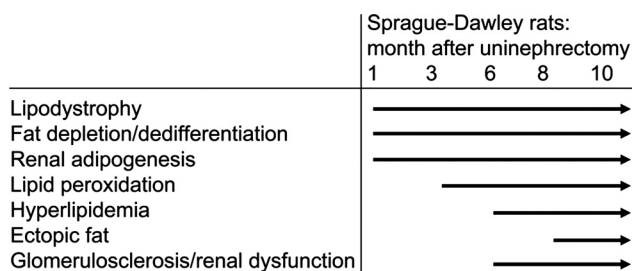 Sprague-Dawley rats:
month after uninephrectomy
1 3 6 8 10
Lipodystrophy
Fat depletion/dedifferentiation
Renal adipogenesis
Lipid peroxidation
Hyperlipidemia
Ectopic fat
Glomerulosclerosis/renal dysfunction